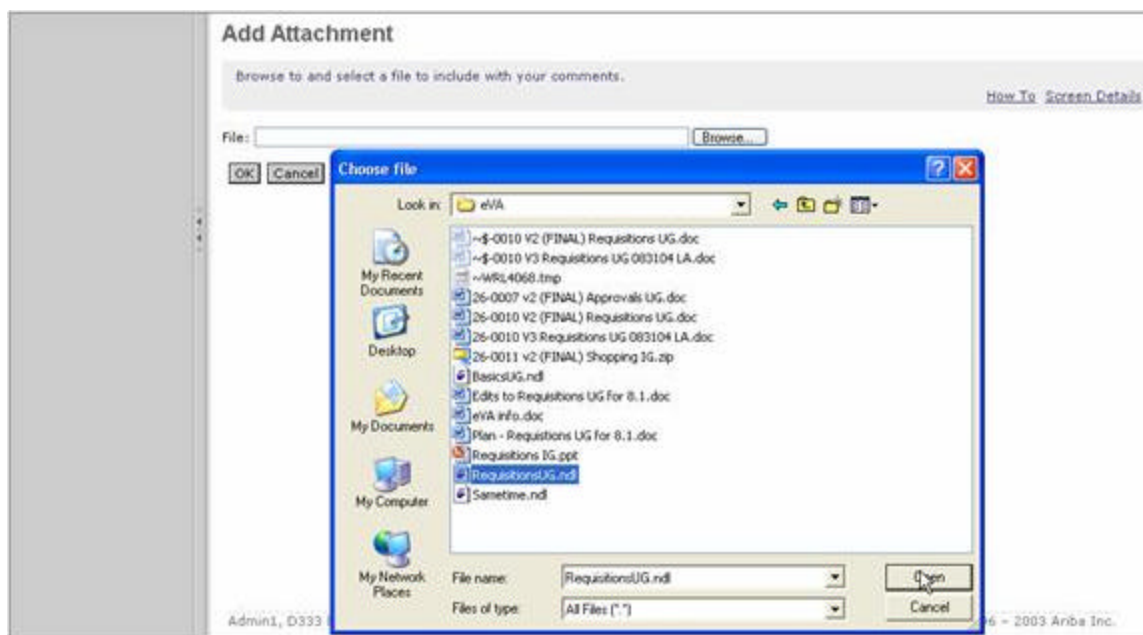 Add Attachment
Browse to and select a file to include with your comments.
How To Screen Details
File: Browse...
OK Cancel
Choose file
Look in: eVA
~$-0010 V2 (FINAL) Requisitions UG.doc
~$-0010 V3 Requisitions UG 083104 LA.doc
~WRL4068.tmp
26-0007 v2 (FINAL) Approvals UG.doc
26-0010 V2 (FINAL) Requisitions UG.doc
26-0010 V3 Requisitions UG 083104 LA.doc
26-0011 v2 (FINAL) Shopping IG.zip
BasicsUG.ndl
Edits to Requisitions UG for 8.1.doc
eVA info.doc
Plan - Requistions UG for 8.1.doc
Requisitions IG.ppt
RequisitionsUG.ndl
Sametime.ndl
My Recent Documents
Desktop
My Documents
My Computer
My Network Places
File name: RequisitionsUG.ndl Open
Files of type: All Files (*.*) Cancel
Admin1, D333
6 - 2003 Ariba Inc.